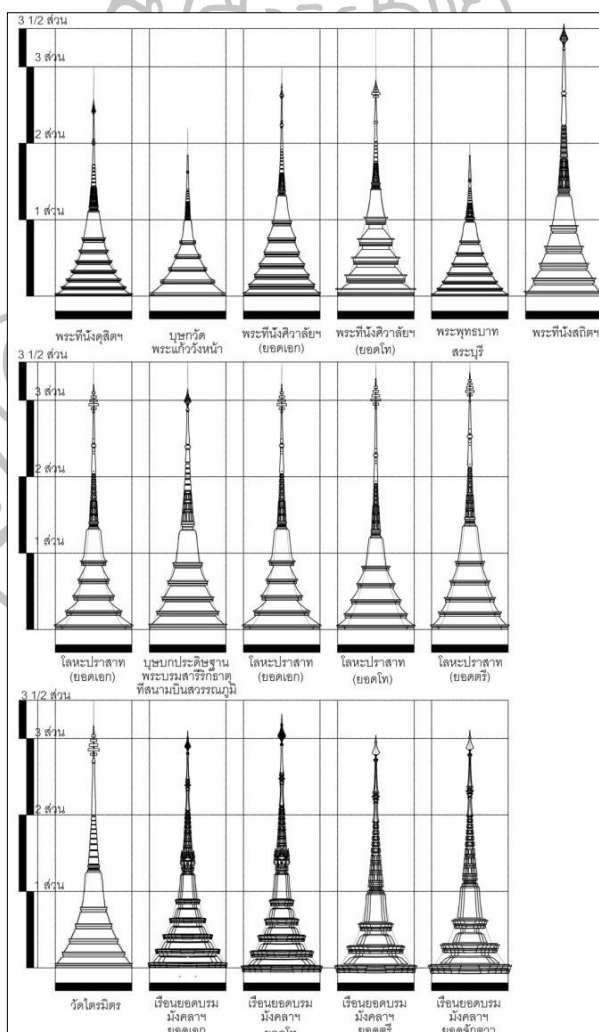 3 1/2 ส่วน
3 ส่วน
2 ส่วน
1 ส่วน
พระที่นั่งดุสิตฯ
บุษกวัด
พระแก้ววังหน้า
พระที่นั่งศิวาลัยฯ
(ยอดเอก)
พระที่นั่งศิวาลัยฯ
(ยอดโท)
พระพุทธบาท
สระบุรี
พระที่นั่งสถิตฯ
3 1/2 ส่วน
3 ส่วน
2 ส่วน
1 ส่วน
โลหะปราสาท
(ยอดเอก)
บุษบกประดิษฐาน
พระบรมสารีริกธาตุ
ที่สนามบินสวรรณภูมิ
โลหะปราสาท
(ยอดเอก)
โลหะปราสาท
(ยอดโท)
โลหะปราสาท
(ยอดตรี)
3 1/2 ส่วน
3 ส่วน
2 ส่วน
1 ส่วน
วัดไตรมิตร
เรือนยอดบรม
มังคลาฯ
ยอดเอก
เรือนยอดบรม
มังคลาฯ
ยอดโท
เรือนยอดบรม
มังคลาฯ
ยอดตรี
เรือนยอดบรม
มังคลาฯ
ยอดจัตวา